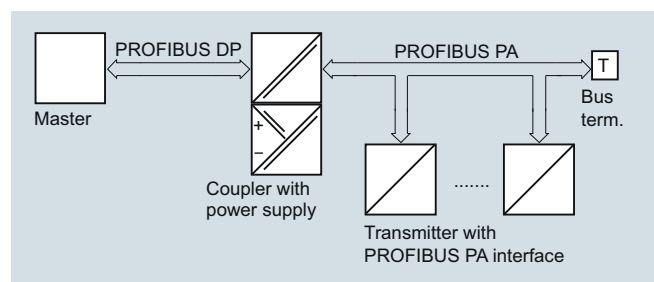 PROFIBUS DP
PROFIBUS PA
T
Master
Bus
term.
+
−
Coupler with
power supply
.......
Transmitter with
PROFIBUS PA interface